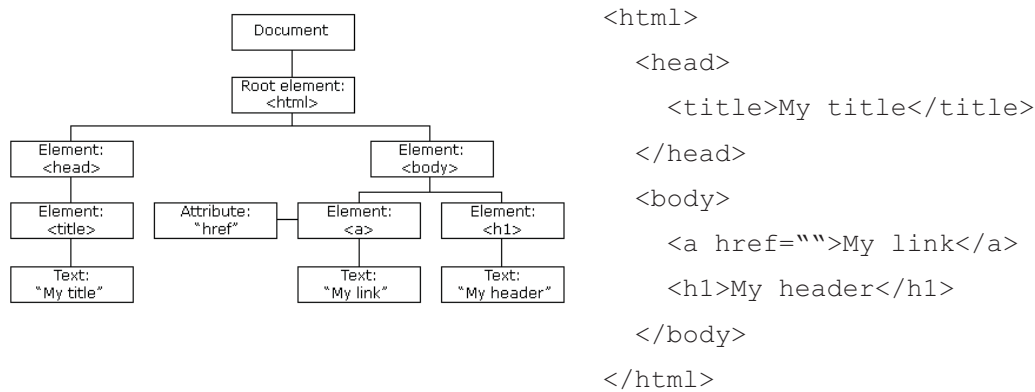 Document
Root element:
<html>
Element:
<head>
Element:
<body>
Element:
<title>
Attribute:
“href”
Element:
<a>
Element:
<h1>
Text:
“My title”
Text:
“My link”
Text:
“My header”
<html>
<head>
<title>My title</title>
</head>
<body>
<a href=““>My link</a>
<h1>My header</h1>
</body>
</html>